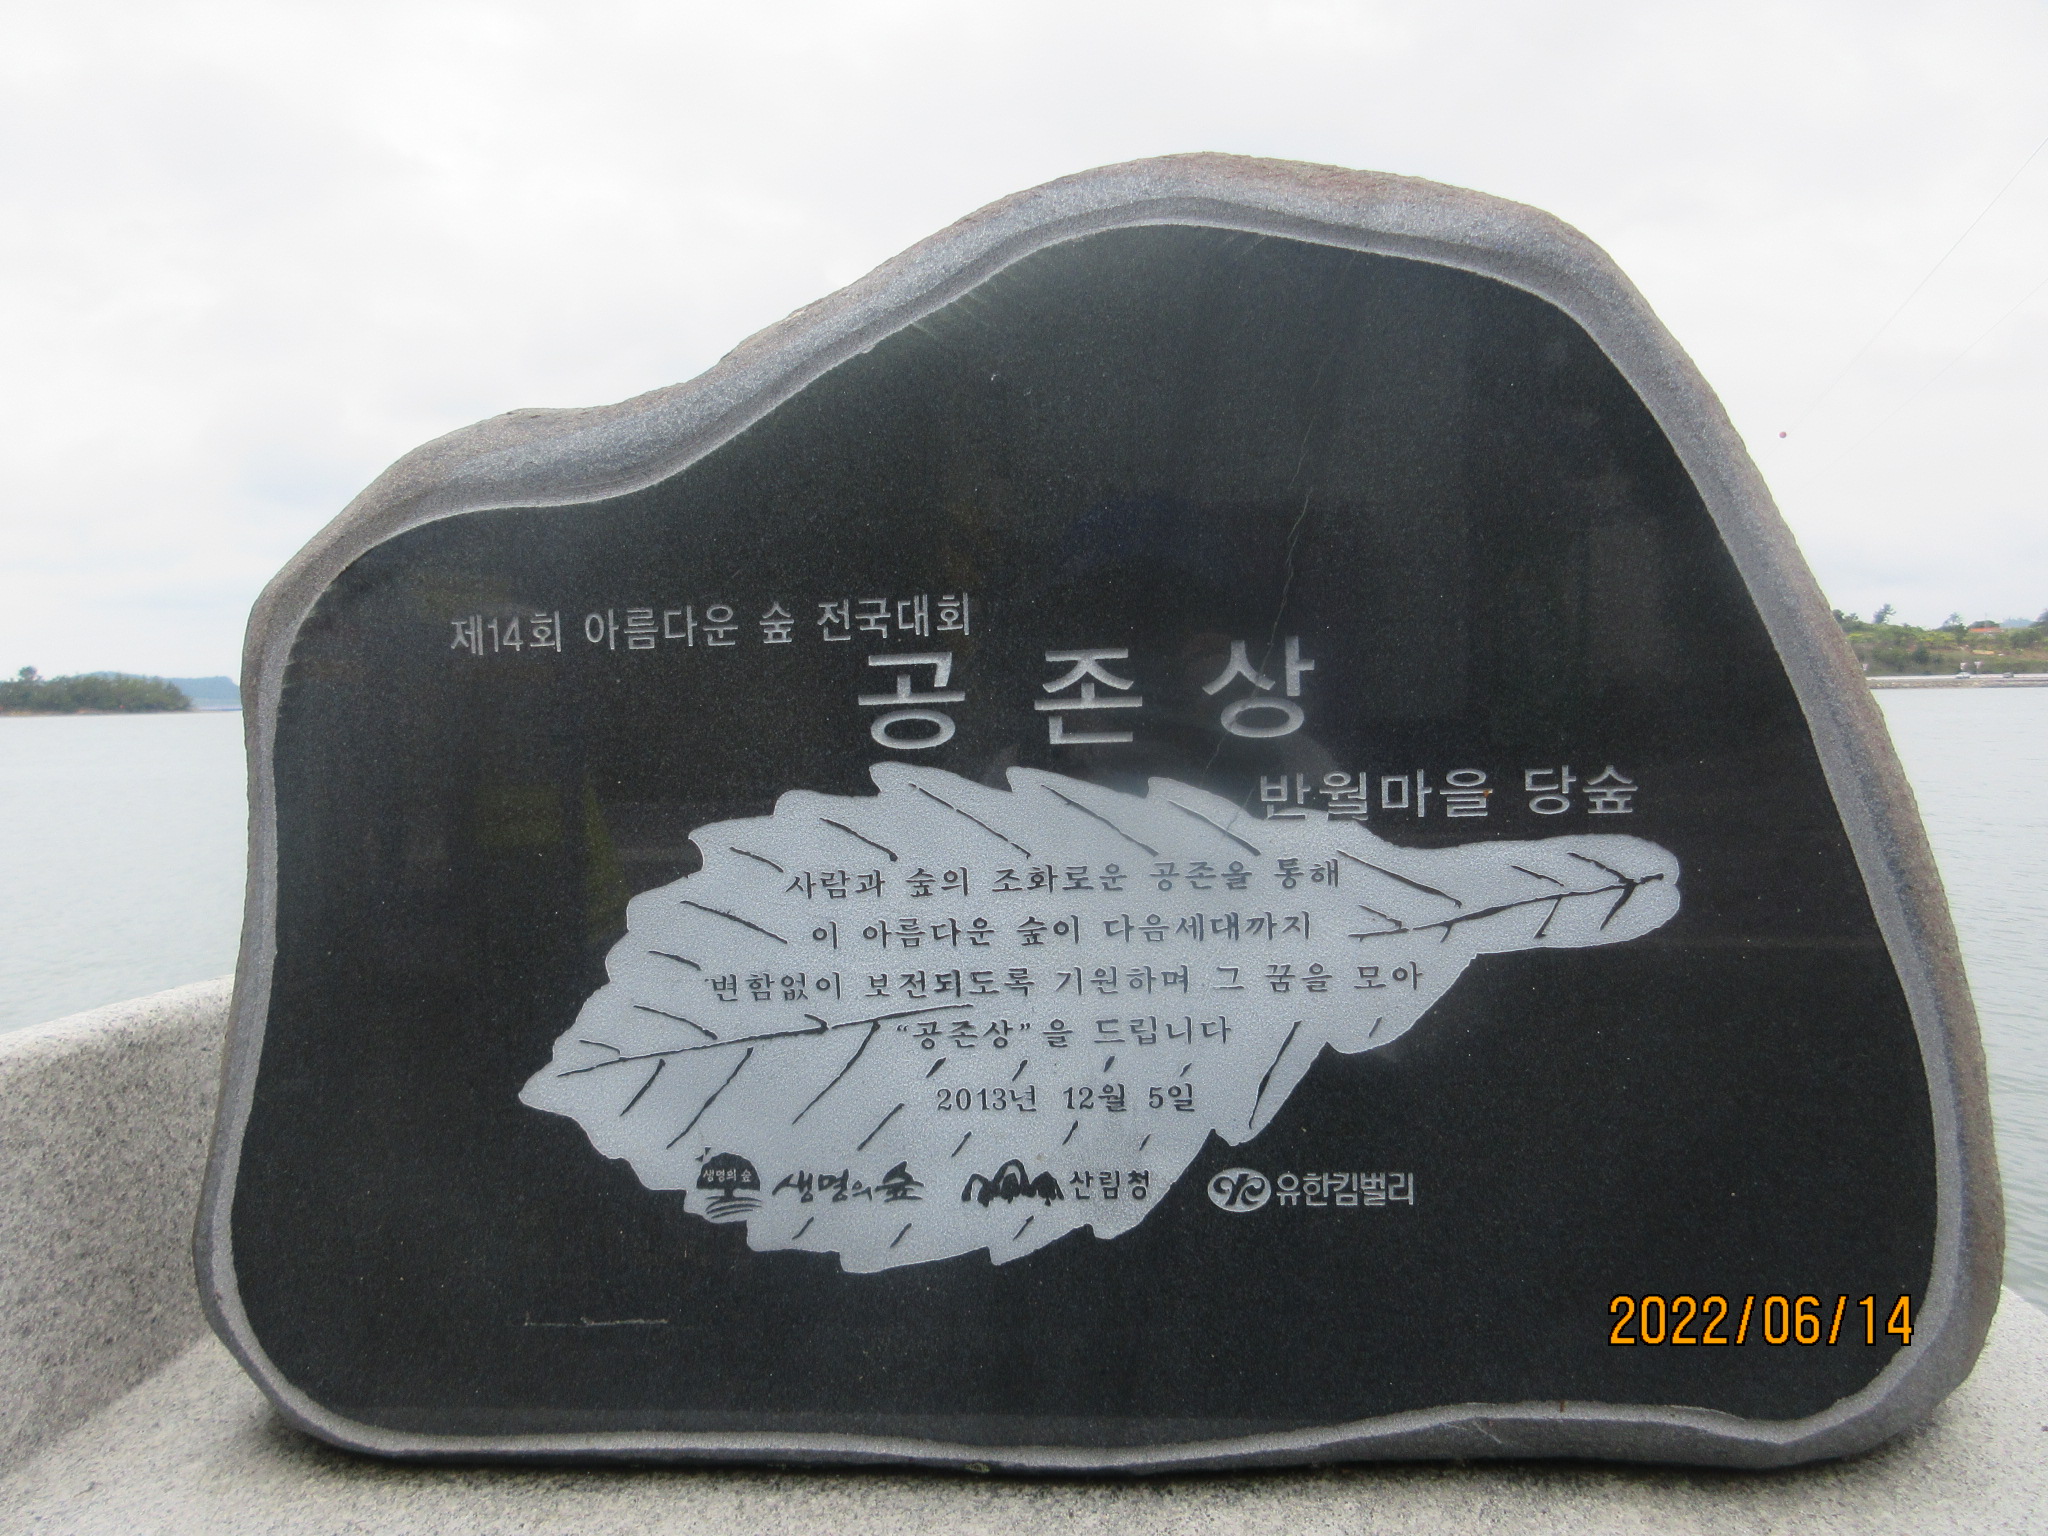 제14회 아름다운 숲 전국대회
공존상
반월마을 당숲
사람과 숲의 조화로운 공존을 통해
이 아름다운 숲이 다음세대까지
변함없이 보전되도록 기원하며 그 꿈을 모아
“공존상”을 드립니다
2013년 12월 5일
생명의 숲 생명의숲 산림청 유한킴벌리
2022/06/14